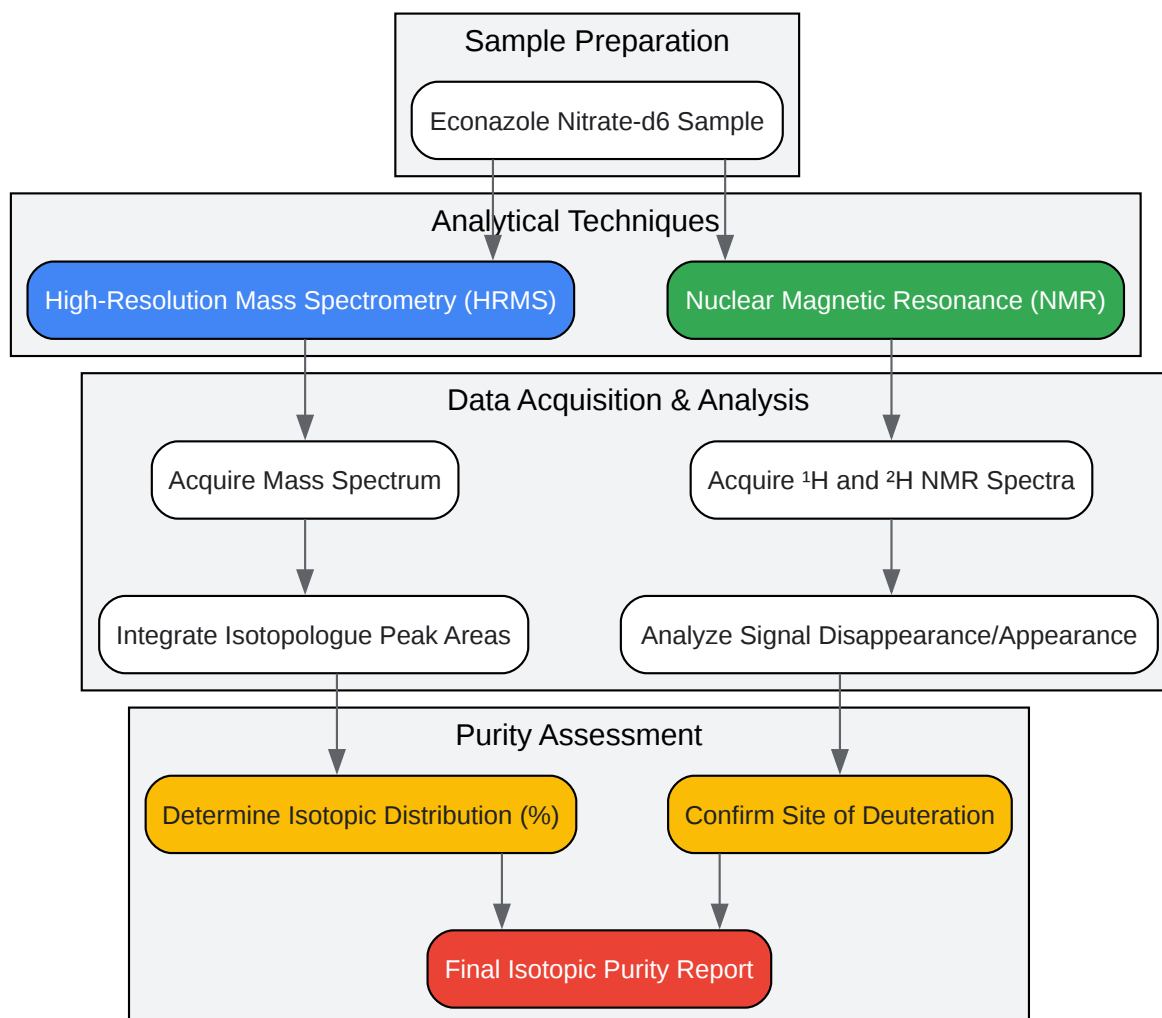 Sample Preparation
Econazole Nitrate-d6 Sample
Analytical Techniques
High-Resolution Mass Spectrometry (HRMS)
Nuclear Magnetic Resonance (NMR)
Data Acquisition & Analysis
Acquire Mass Spectrum
Acquire ¹H and ²H NMR Spectra
Integrate Isotopologue Peak Areas
Analyze Signal Disappearance/Appearance
Purity Assessment
Determine Isotopic Distribution (%)
Confirm Site of Deuteration
Final Isotopic Purity Report